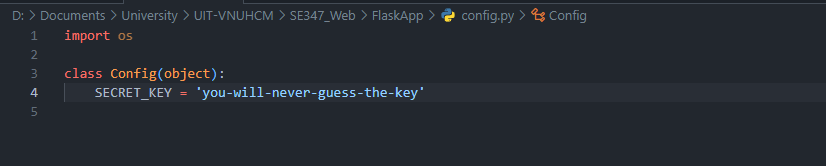 D: > Documents > University > UIT-VNUHCM > SE347_Web > FlaskApp > config.py > Config
1 import os
2
3 class Config(object):
4     SECRET_KEY = 'you-will-never-guess-the-key'
5